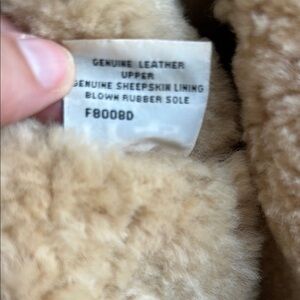 GENUINE LEATHER
UPPER
GENUINE SHEEPSKIN LINING
BLOWN RUBBER SOLE
F8008D